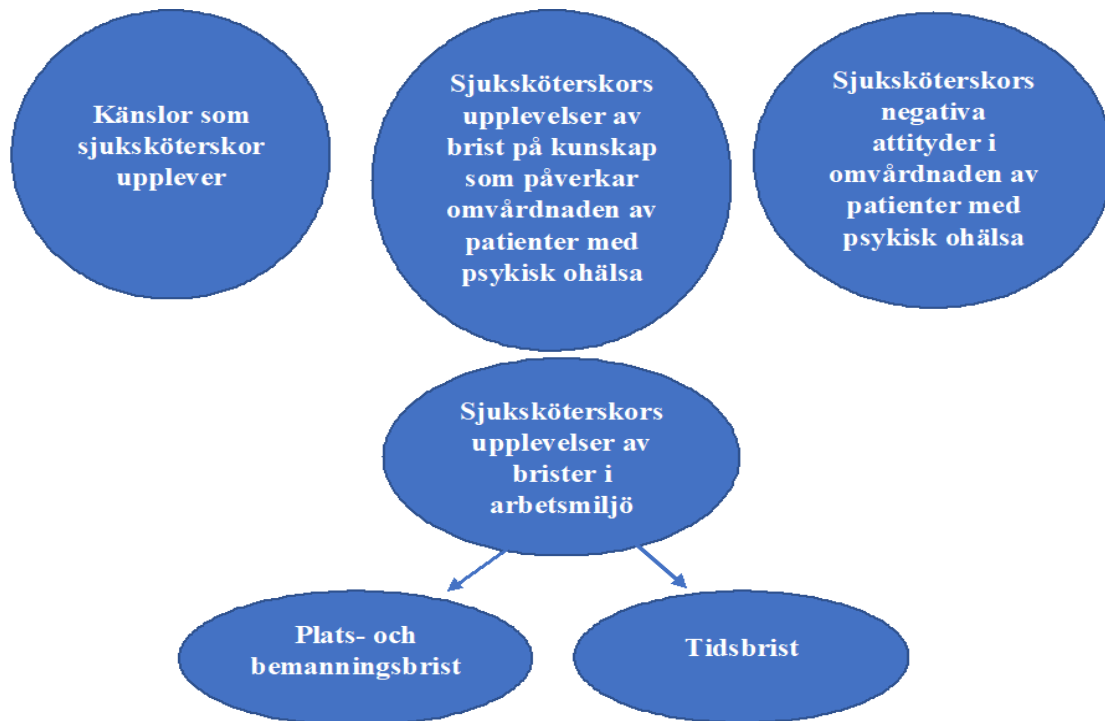 Känslor som
sjuksköterskor
upplever
Sjuksköterskors
upplevelser av
brist på kunskap
som påverkar
omvårdnaden av
patienter med
psykisk ohälsa
Sjuksköterskors
negativa
attityder i
omvårdnaden av
patienter med
psykisk ohälsa
Sjuksköterskors
upplevelser av
brister i
arbetsmiljö
Plats- och
bemanningsbrist
Tidsbrist